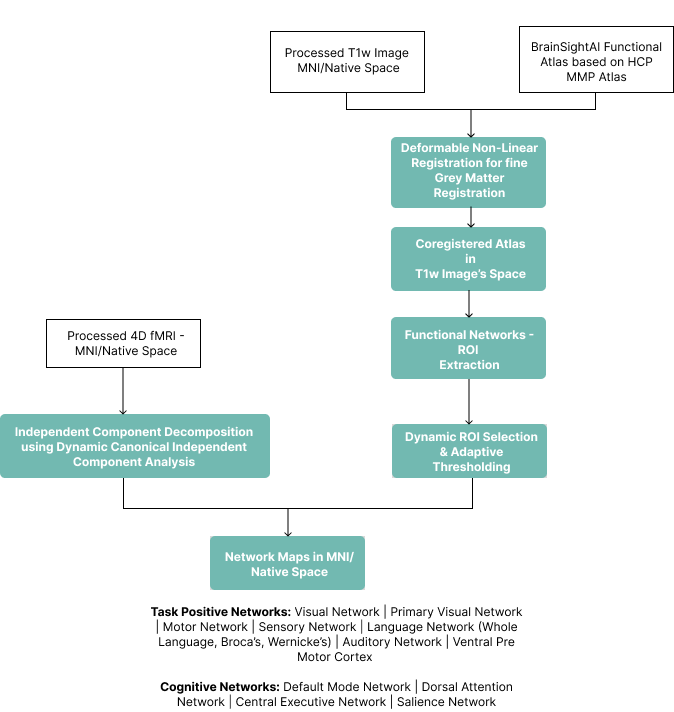 Processed T1w Image
MNI/Native Space
BrainSightAI Functional
Atlas based on HCP
MMP Atlas
Deformable Non-Linear
Registration for fine
Grey Matter
Registration
Coregistered Atlas
in
T1w Image's Space
Functional Networks -
ROI
Extraction
Processed 4D fMRI -
MNI/Native Space
Independent Component Decomposition
using Dynamic Canonical Independent
Component Analysis
Dynamic ROI Selection
& Adaptive
Thresholding
Network Maps in MNI/
Native Space
Task Positive Networks: Visual Network | Primary Visual Network
| Motor Network | Sensory Network | Language Network (Whole
Language, Broca's, Wernicke's) | Auditory Network | Ventral Pre
Motor Cortex
Cognitive Networks: Default Mode Network | Dorsal Attention
Network | Central Executive Network | Salience Network